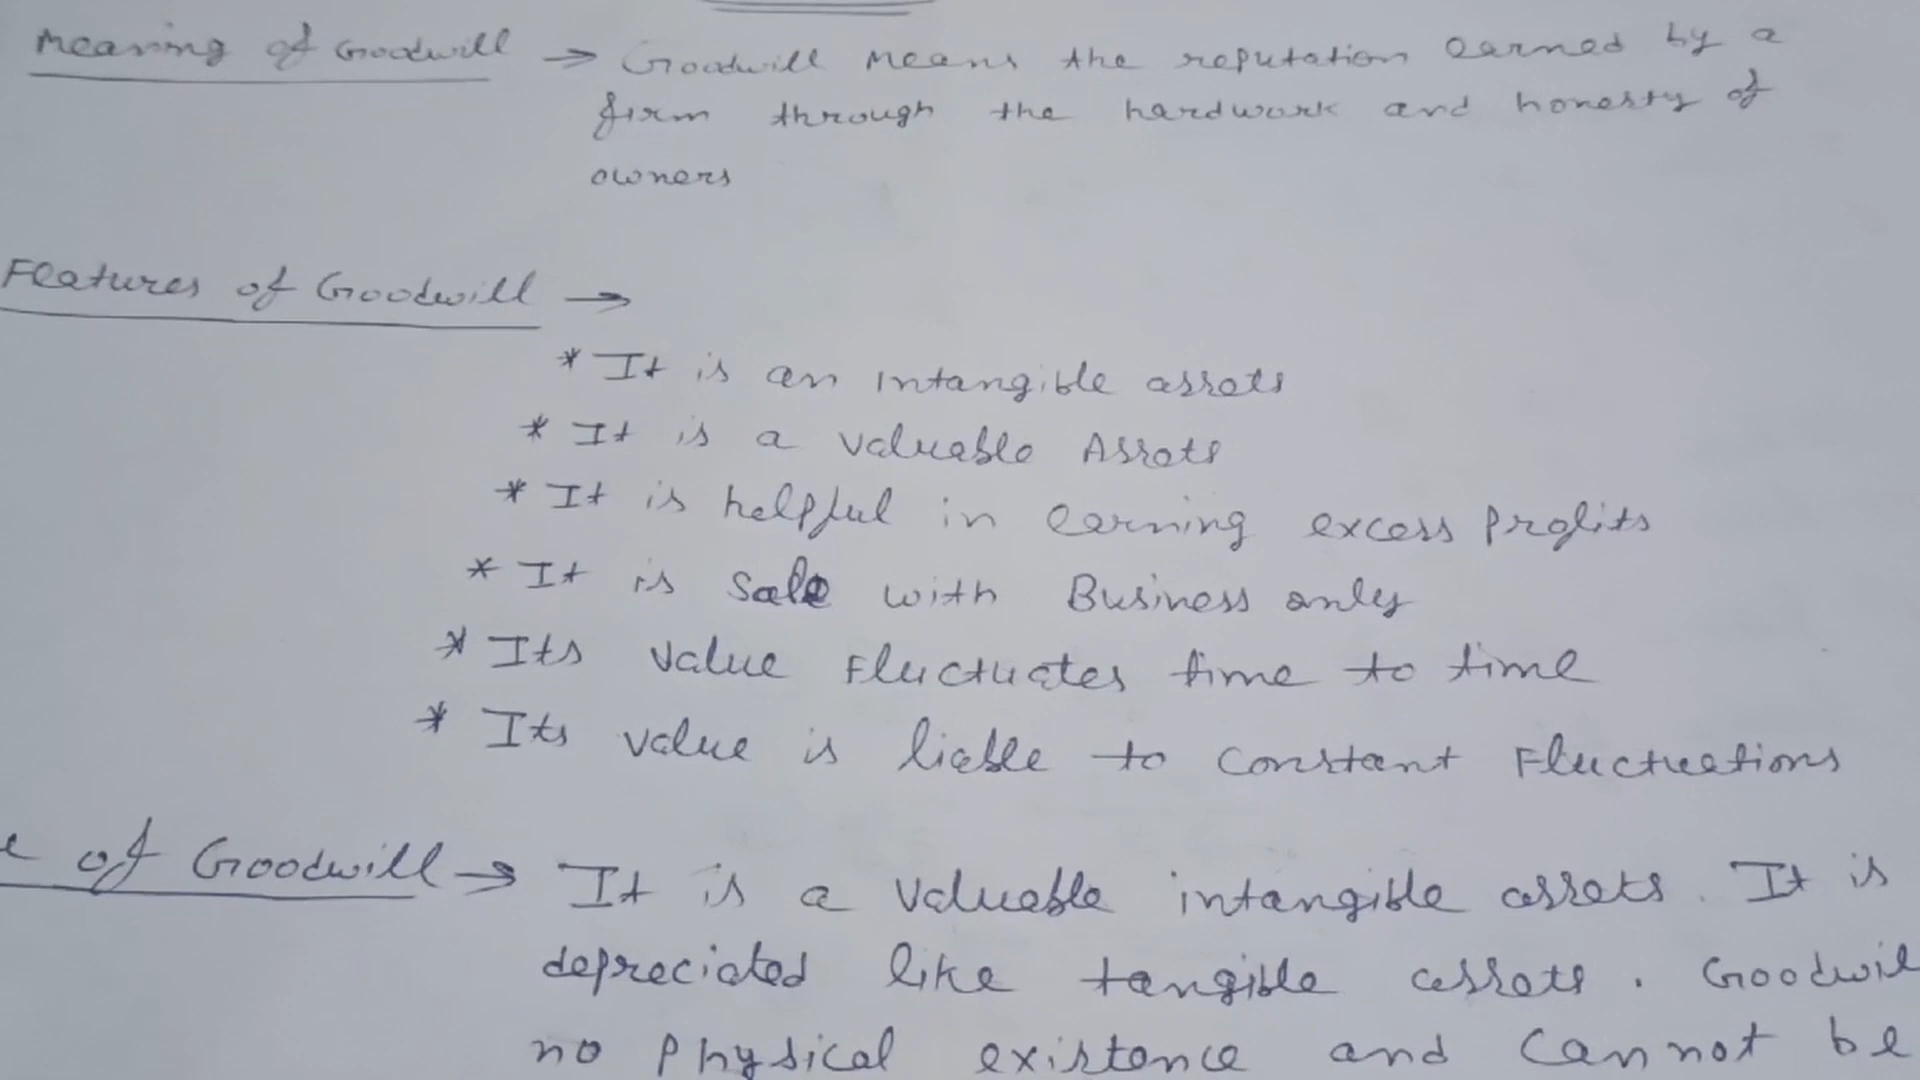 Meaning of Goodwill → Goodwill means the reputation earned by a
firm through the hardwork and honesty of
owners
Features of Goodwill →
* It is an Intangible assets
* It is a valuable Assets
* It is helpful in earning excess Profits
* It is Sale with Business only
* Its value Fluctuates time to time
* Its value is liable to constant Fluctuations
of Goodwill → It is a valuable intangible assets. It is
depreciated like tangible assets. Goodwil
no Physical existence and cannot be